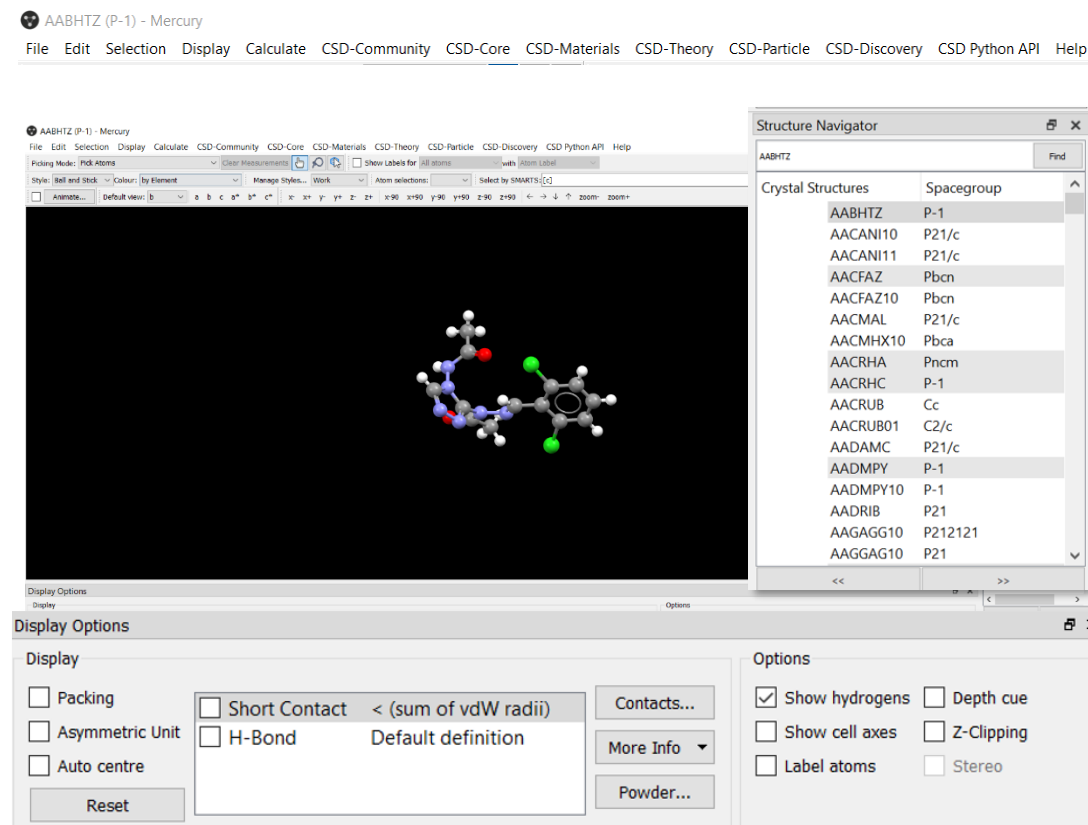 AABHTZ (P-1) - Mercury
File Edit Selection Display Calculate CSD-Community CSD-Core CSD-Materials CSD-Theory CSD-Particle CSD-Discovery CSD Python API Help
AABHTZ (P-1) - Mercury
File Edit Selection Display Calculate CSD-Community CSD-Core CSD-Materials CSD-Theory CSD-Particle CSD-Discovery CSD Python API Help
Picking Mode: Pick Atoms Clear Measurements Show Labels for All atoms with Atom Label
Style: Ball and Stick Colour: by Element Manage Styles... Work Atom selections: Select by SMARTS: [c]
Animate... Default view: b a b c a* b* c* x- x+ y- y+ z- z+ x-90 x+90 y-90 y+90 z-90 z+90 ← → ↓ ↑ zoom- zoom+
Structure Navigator
AABHTZ Find
Crystal Structures Spacegroup
AABHTZ P-1
AACANI10 P21/c
AACANI11 P21/c
AACFAZ Pbcn
AACFAZ10 Pbcn
AACMAL P21/c
AACMHX10 Pbca
AACRHA Pncm
AACRHC P-1
AACRUB Cc
AACRUB01 C2/c
AADAMC P21/c
AADMPY P-1
AADMPY10 P-1
AADRIB P21
AAGAGG10 P212121
AAGGAG10 P21
<< >>
Display Options
Display Options
Display Options
Display Options
Packing Short Contact < (sum of vdW radii) Contacts... Show hydrogens Depth cue
Asymmetric Unit H-Bond Default definition More Info Show cell axes Z-Clipping
Auto centre Powder... Label atoms Stereo
Reset